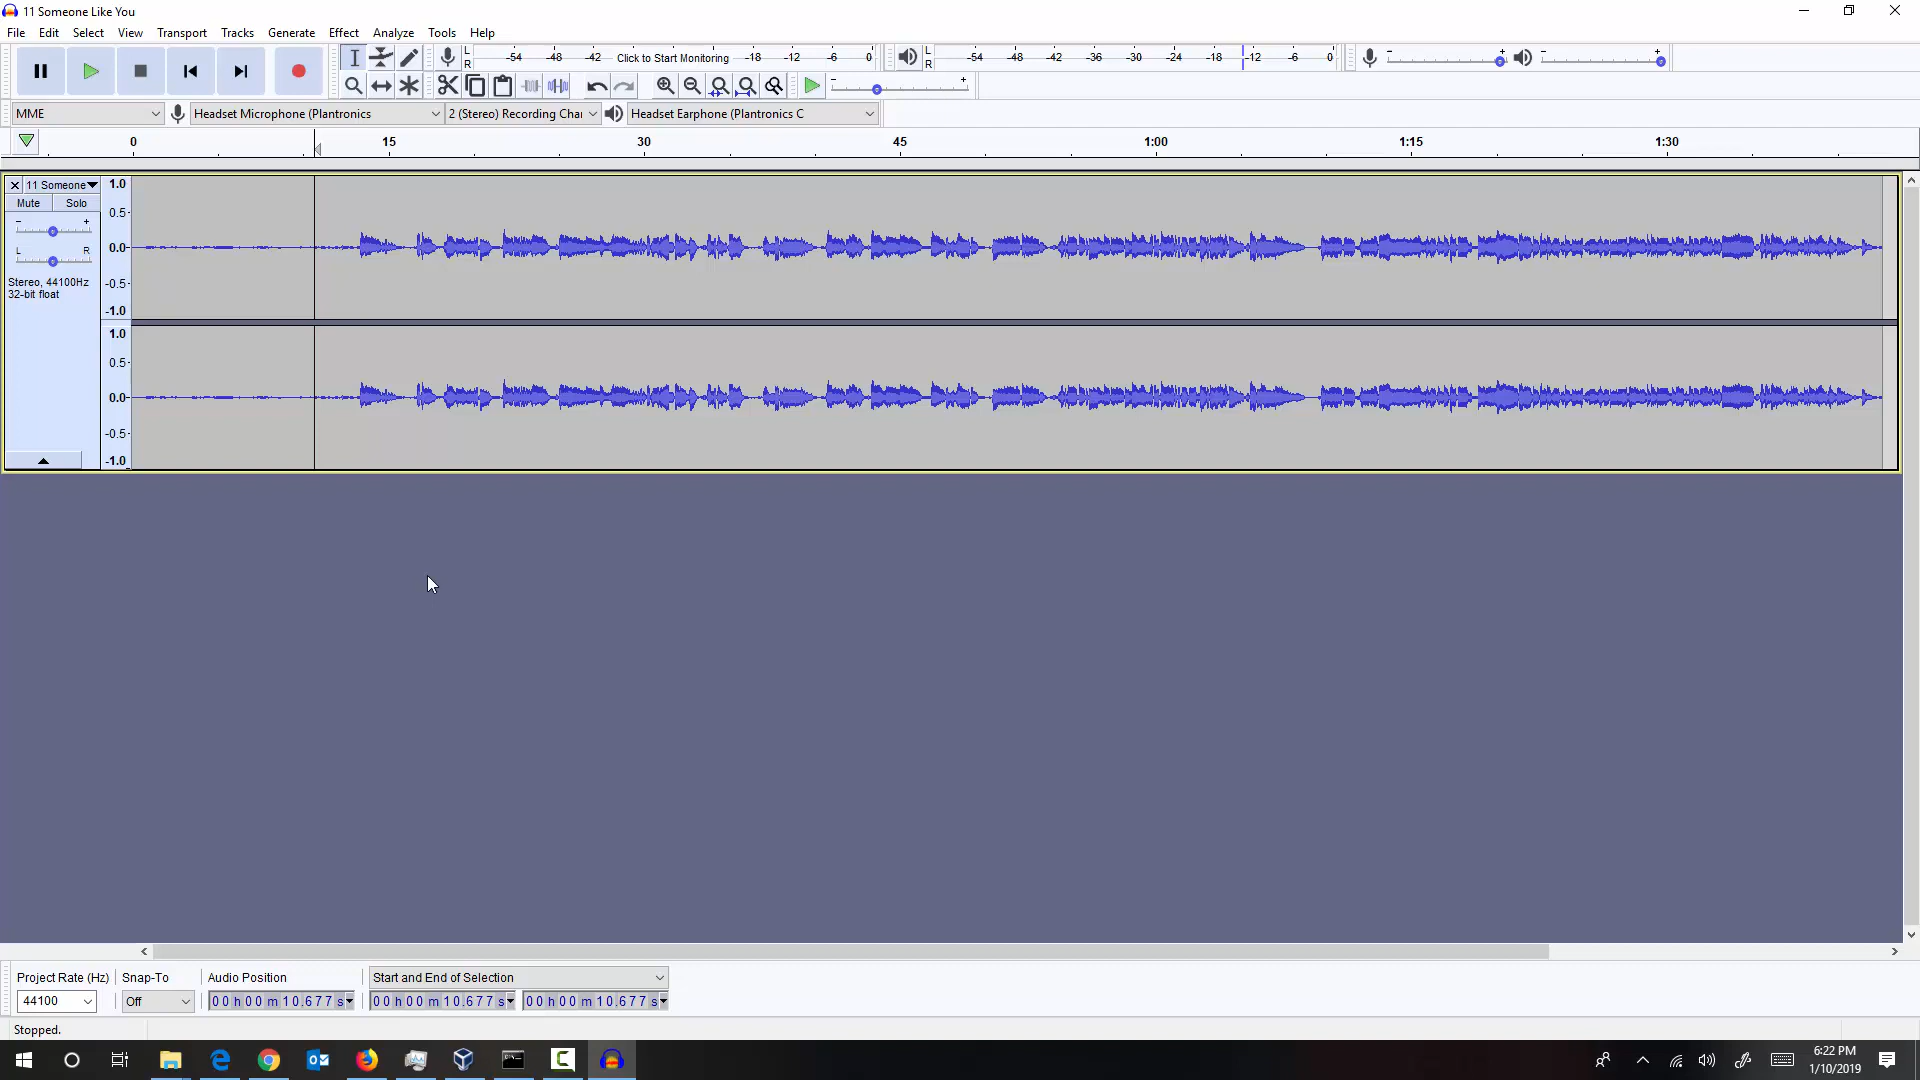 11 Someone Like You
File Edit Select View Transport Tracks Generate Effect Analyze Tools Help
L R -54 -48 -42 Click to Start Monitoring -18 -12 -6 0
L R -54 -48 -42 -36 -30 -24 -18 -12 -6 0
- +
- +
- +
MME Headset Microphone (Plantronics 2 (Stereo) Recording Char Headset Earphone (Plantronics C
0 15 30 45 1:00 1:15 1:30
11 Someone
Mute Solo
- +
L R
Stereo, 44100Hz
32-bit float
1.0
0.5
0.0
-0.5
-1.0
1.0
0.5
0.0
-0.5
-1.0
Project Rate (Hz) Snap-To Audio Position Start and End of Selection
44100 Off 00 h 00 m 10.677 s 00 h 00 m 10.677 s 00 h 00 m 10.677 s
Stopped.
6:22 PM
1/10/2019